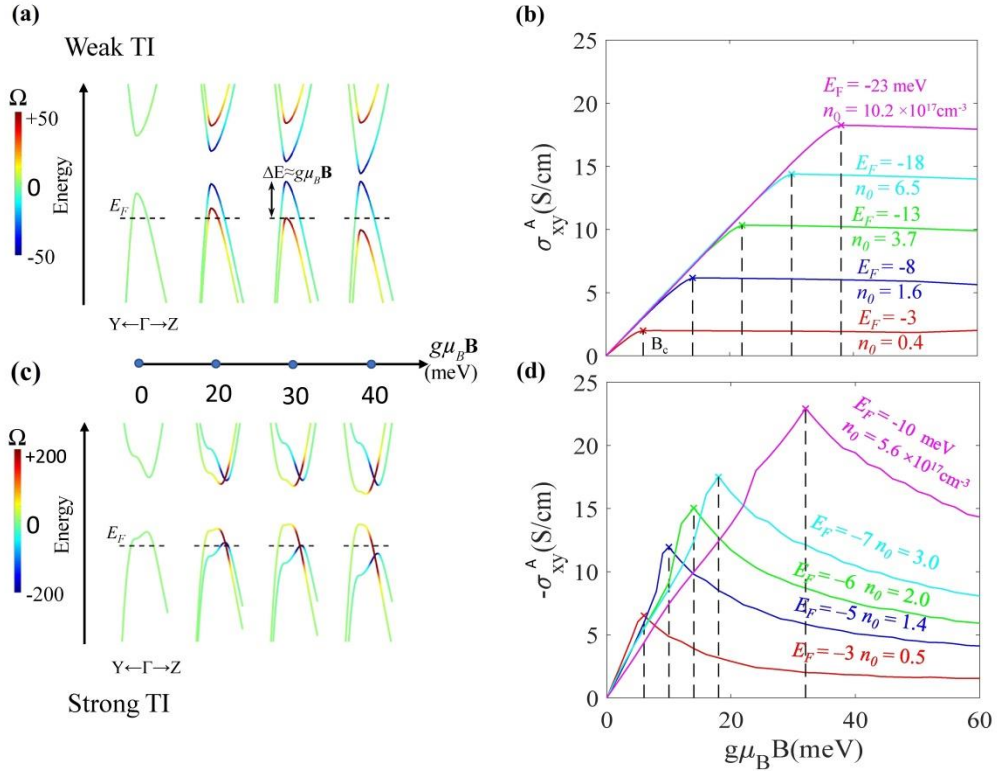 (a)
Weak TI
Ω
+50
0
-50
Energy
E_F
ΔE≈gμ_B B
Y←Γ→Z
gμ_B B
(meV)
0 20 30 40
(b)
σ_xy^A(S/cm)
25
20
15
10
5
0
E_F = -23 meV
n_0 = 10.2 ×10^17cm^-3
E_F = -18
n_0 = 6.5
E_F = -13
n_0 = 3.7
E_F = -8
n_0 = 1.6
E_F = -3
n_0 = 0.4
B_c
(c)
Ω
+200
0
-200
Energy
E_F
Y←Γ→Z
Strong TI
(d)
-σ_xy^A(S/cm)
25
20
15
10
5
0
E_F = -10 meV
n_0 = 5.6 ×10^17cm^-3
E_F = -7 n_0 = 3.0
E_F = -6 n_0 = 2.0
E_F = -5 n_0 = 1.4
E_F = -3 n_0 = 0.5
0 20 40 60
gμ_B B(meV)